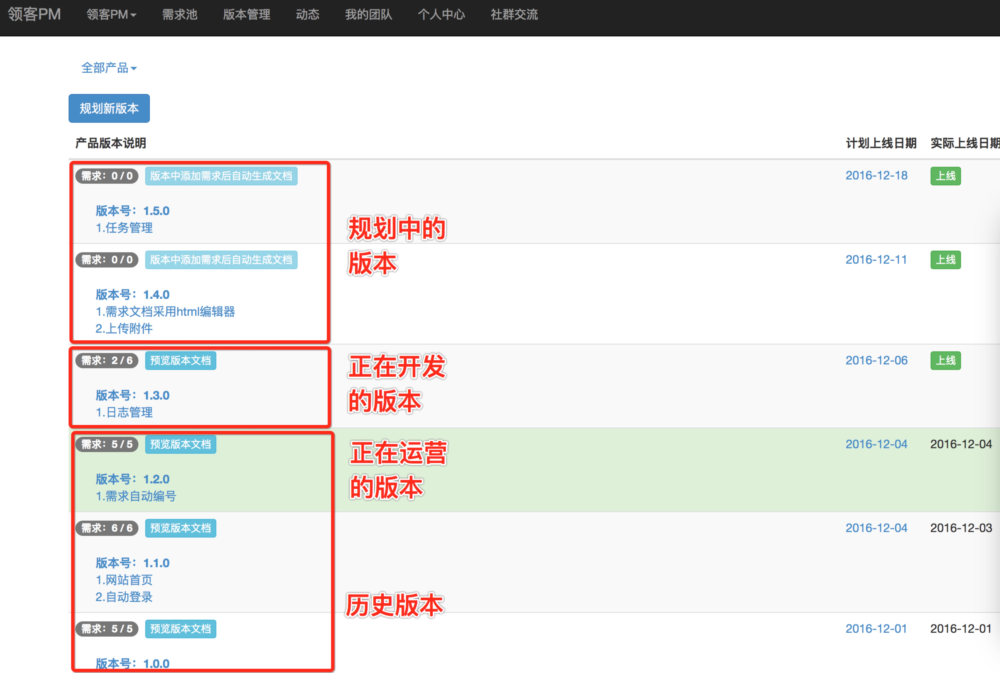 领客PM 领客PM 需求池 版本管理 动态 我的团队 个人中心 社群交流
全部产品
规划新版本
产品版本说明 计划上线日期 实际上线日期
需求：0 / 0 版本中添加需求后自动生成文档 2016-12-18 上线
版本号：1.5.0
1.任务管理
规划中的
版本
需求：0 / 0 版本中添加需求后自动生成文档 2016-12-11 上线
版本号：1.4.0
1.需求文档采用html编辑器
2.上传附件
需求：2 / 6 预览版本文档 2016-12-06 上线
正在开发
的版本
版本号：1.3.0
1.日志管理
需求：5 / 5 预览版本文档 2016-12-04 2016-12-04
正在运营
的版本
版本号：1.2.0
1.需求自动编号
需求：6 / 6 预览版本文档 2016-12-04 2016-12-03
版本号：1.1.0
1.网站首页
2.自动登录
历史版本
需求：5 / 5 预览版本文档 2016-12-01 2016-12-01
版本号：1.0.0